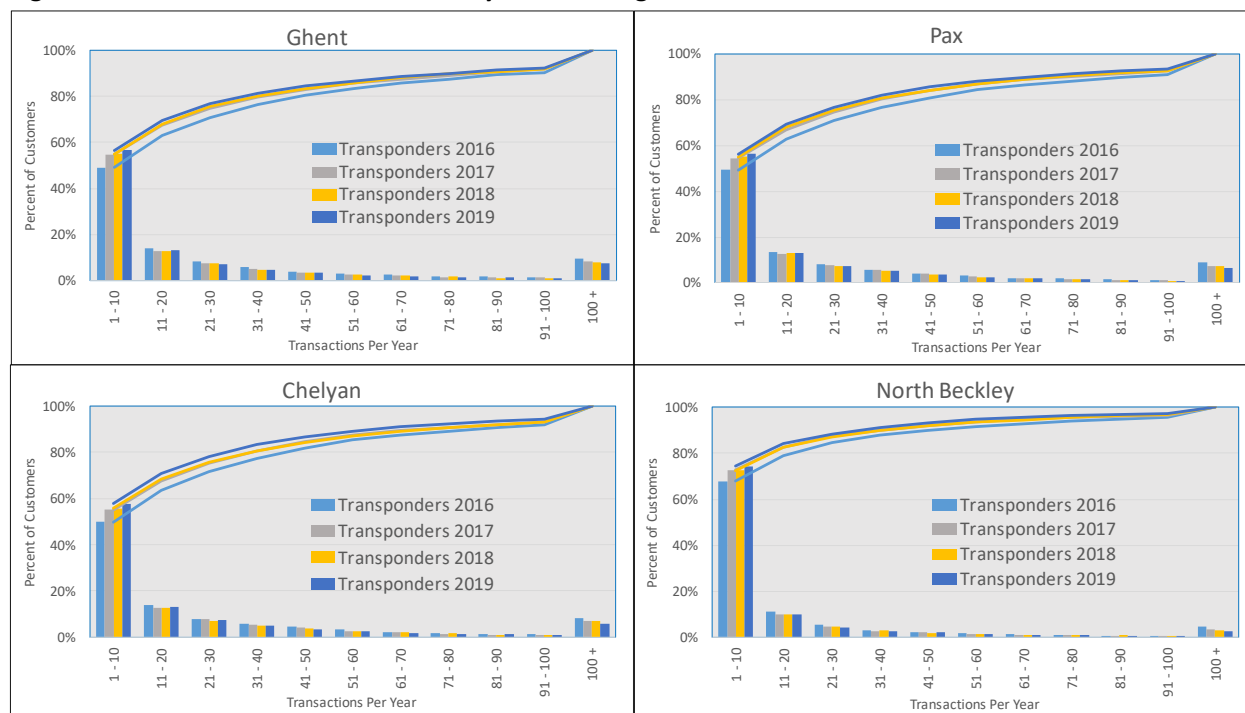 Ghent
Percent of Customers
100%
80%
60%
40%
20%
0%
Transponders 2016
Transponders 2017
Transponders 2018
Transponders 2019
1 - 10
11 - 20
21 - 30
31 - 40
41 - 50
51 - 60
61 - 70
71 - 80
81 - 90
91 - 100
100 +
Transactions Per Year
Pax
Percent of Customers
100%
80%
60%
40%
20%
0%
Transponders 2016
Transponders 2017
Transponders 2018
Transponders 2019
1 - 10
11 - 20
21 - 30
31 - 40
41 - 50
51 - 60
61 - 70
71 - 80
81 - 90
91 - 100
100 +
Transactions Per Year
Chelyan
Percent of Customers
100%
80%
60%
40%
20%
0%
Transponders 2016
Transponders 2017
Transponders 2018
Transponders 2019
1 - 10
11 - 20
21 - 30
31 - 40
41 - 50
51 - 60
61 - 70
71 - 80
81 - 90
91 - 100
100 +
Transactions Per Year
North Beckley
Percent of Customers
100%
80%
60%
40%
20%
0%
Transponders 2016
Transponders 2017
Transponders 2018
Transponders 2019
1 - 10
11 - 20
21 - 30
31 - 40
41 - 50
51 - 60
61 - 70
71 - 80
81 - 90
91 - 100
100 +
Transactions Per Year